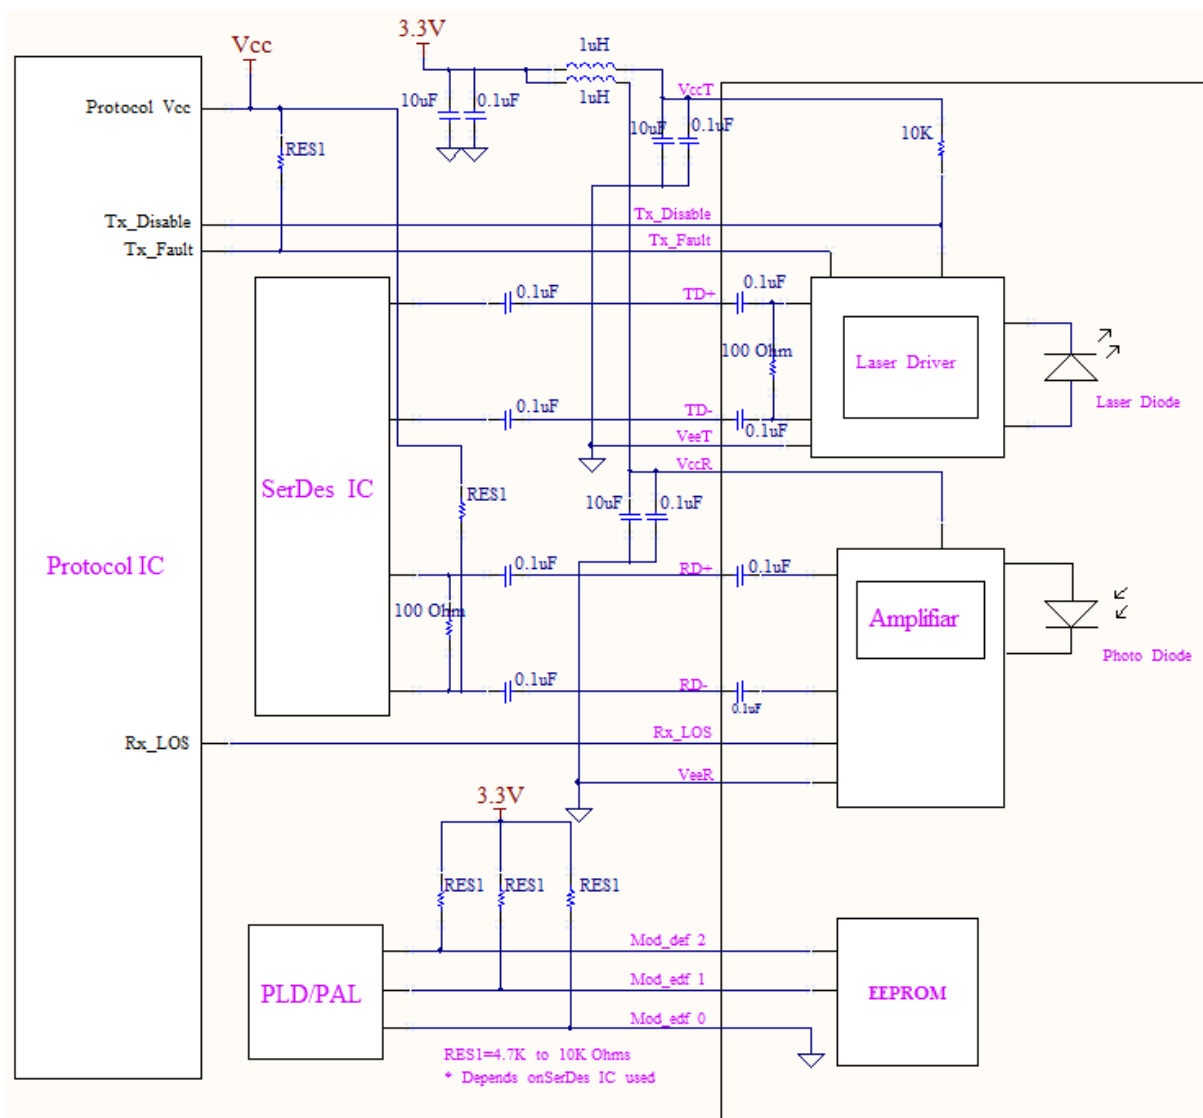 3.3V
Vcc
1uH
Protocol Vcc
10uF
0.1uF
1uH
VccT
RES1
10uF
0.1uF
10K
Tx_Disable
Tx_Disable
Tx_Fault
Tx_Fault
0.1uF
0.1uF
TD+
100 Ohm
Laser Driver
0.1uF
TD-
0.1uF
Laser Diode
VeeT
VccR
SerDes IC
RES1
10uF
0.1uF
Protocol IC
0.1uF
RD+
0.1uF
100 Ohm
Amplifiar
Photo Diode
0.1uF
RD-
0.1uF
Rx_LOS
Rx_LOS
VeeR
3.3V
RES1
RES1
RES1
Mod_def 2
PLD/PAL
Mod_edf 1
EEPROM
Mod_edf 0
RES1=4.7K to 10K Ohms
* Depends onSerDes IC used